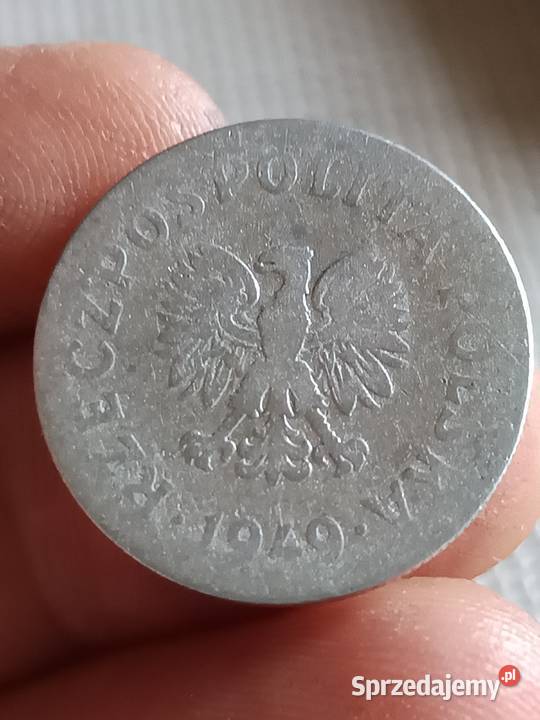 RZECZPOSPOLITA POLSKA
· 1949 ·
Sprzedajemy.pl